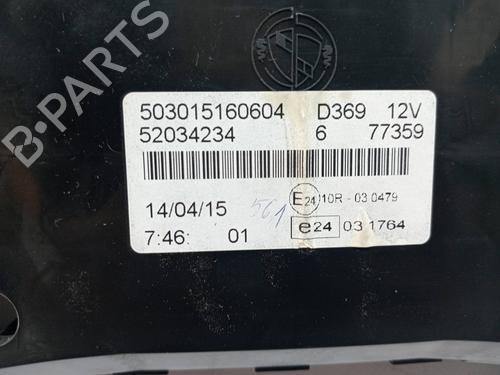 503015160604 D369 12V
52034234 6 77359
14/04/15 561 E24 10R - 03 0479
7:46: 01 e24 03 1764
B-PARTS